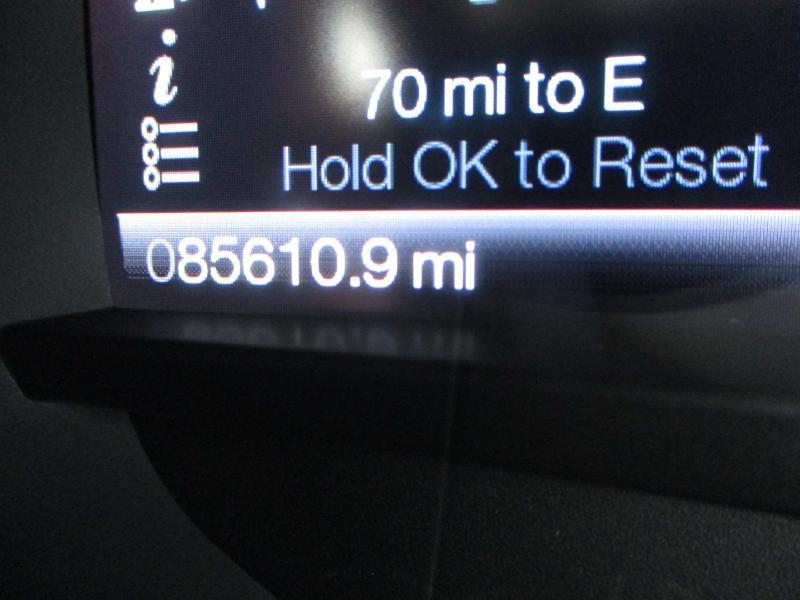 70 mi to E
Hold OK to Reset
085610.9 mi